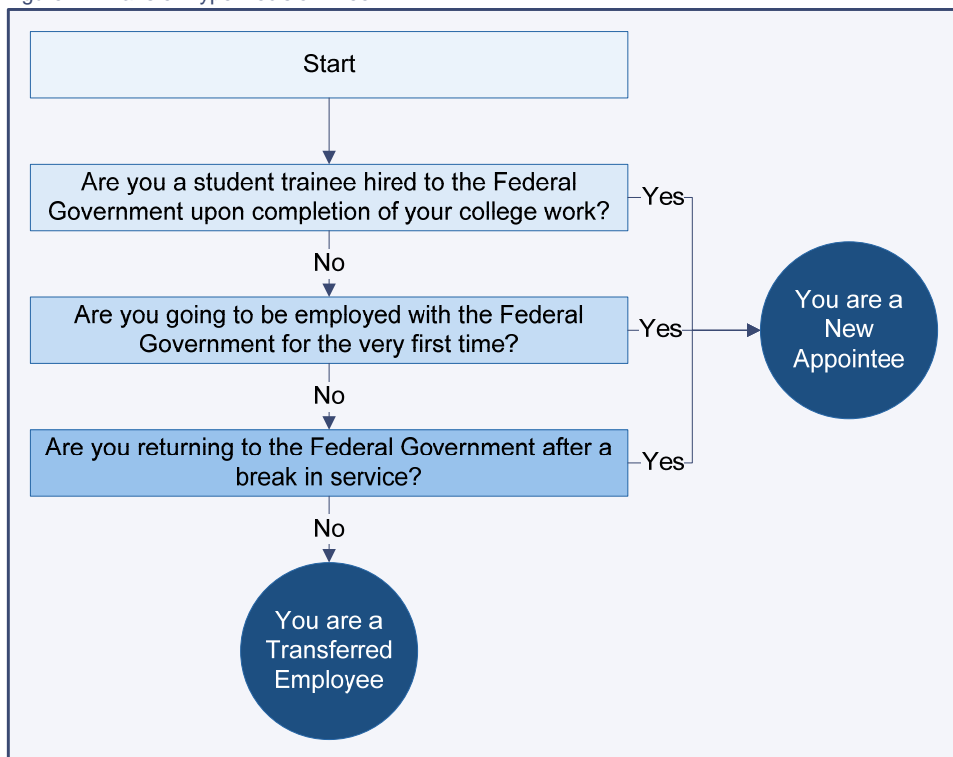 Start
Are you a student trainee hired to the Federal
Government upon completion of your college work?
Yes
No
Are you going to be employed with the Federal
Government for the very first time?
Yes
You are a
New
Appointee
No
Are you returning to the Federal Government after a
break in service?
Yes
No
You are a
Transferred
Employee